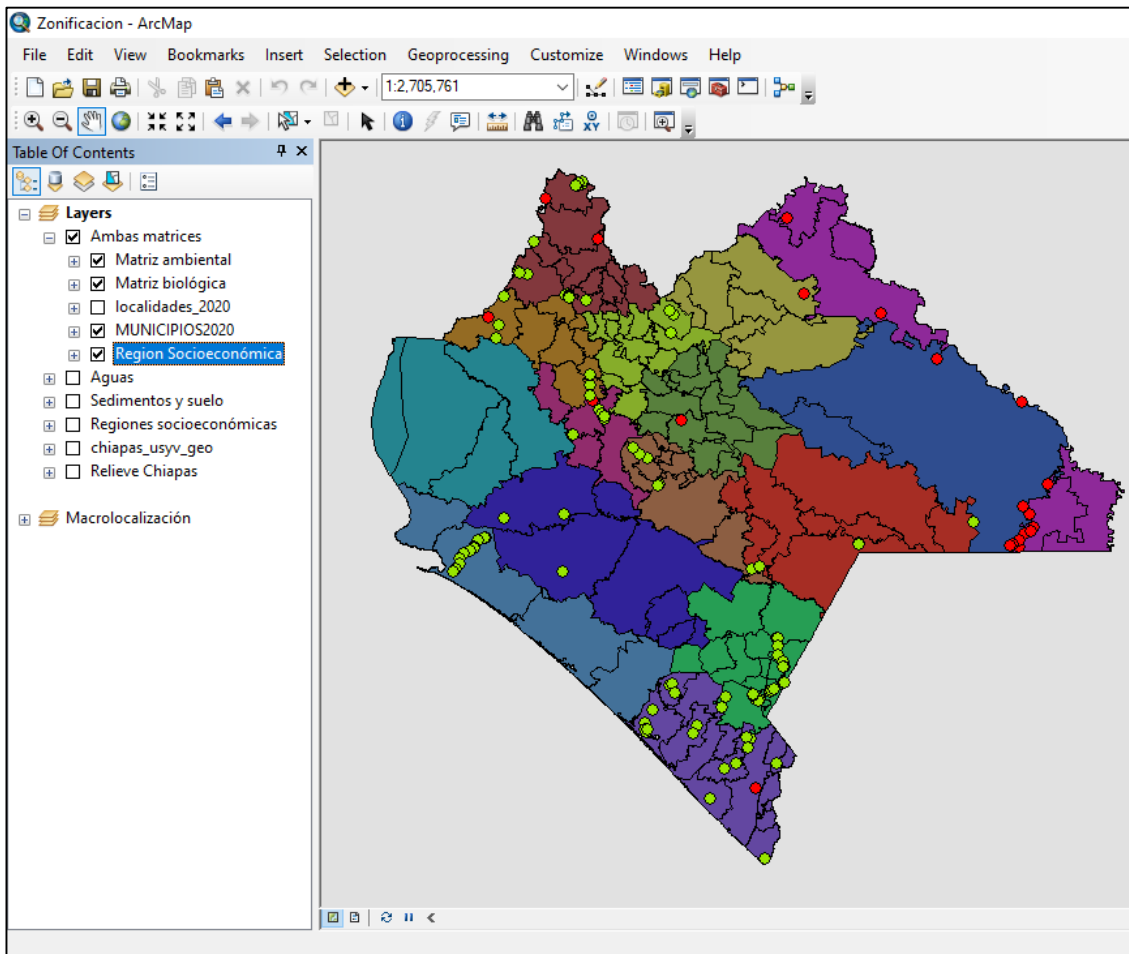 Zonificacion - ArcMap
File Edit View Bookmarks Insert Selection Geoprocessing Customize Windows Help
1:2,705,761
XY
Table Of Contents
Layers
Ambas matrices
Matriz ambiental
Matriz biológica
localidades_2020
MUNICIPIOS2020
Region Socioeconómica
Aguas
Sedimentos y suelo
Regiones socioeconómicas
chiapas_usyv_geo
Relieve Chiapas
Macrolocalización